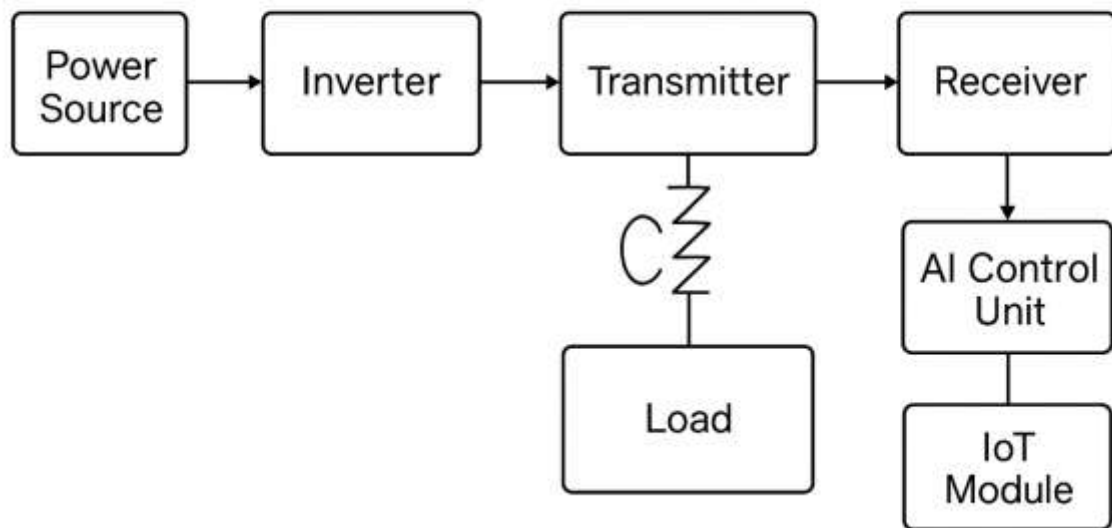 Power
Source
Inverter
Transmitter
Receiver
AI Control
Unit
Load
IoT
Module